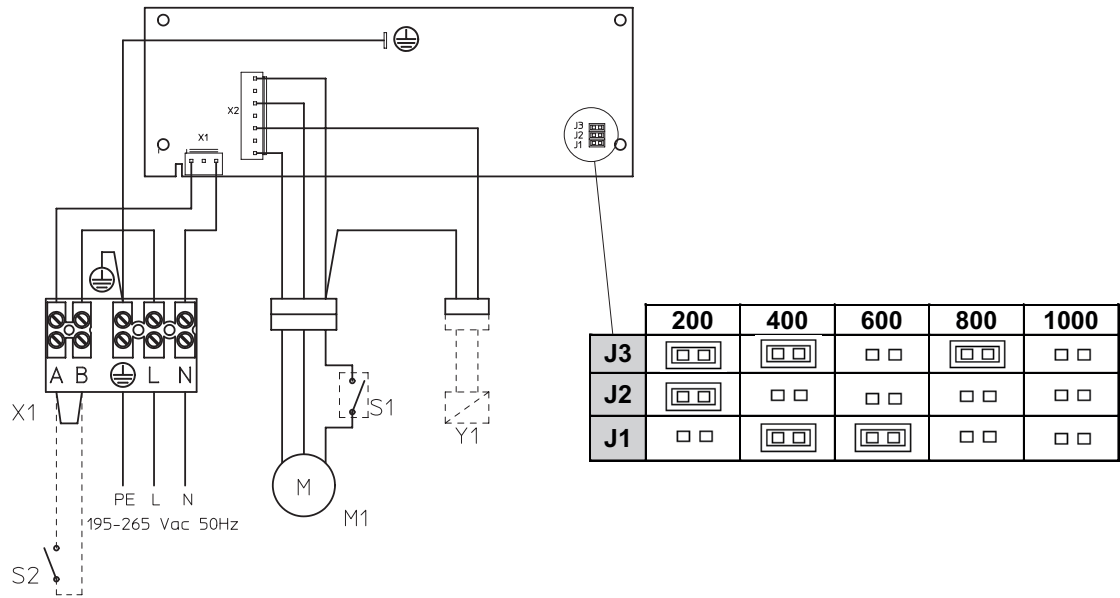 X2
X1
J3
J2
J1
A B L N
X1
S1
Y1
M
M1
PE L N
195-265 Vac 50Hz
S2
200 400 600 800 1000
J3
J2
J1